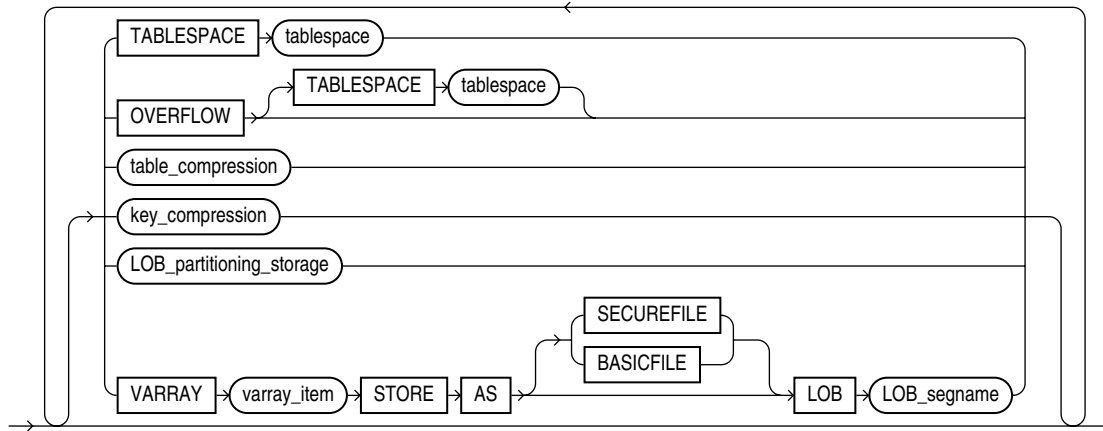 TABLESPACE tablespace
TABLESPACE tablespace
OVERFLOW
table_compression
key_compression
LOB_partitioning_storage
SECUREFILE
BASICFILE
VARRAY varray_item STORE AS LOB LOB_segname